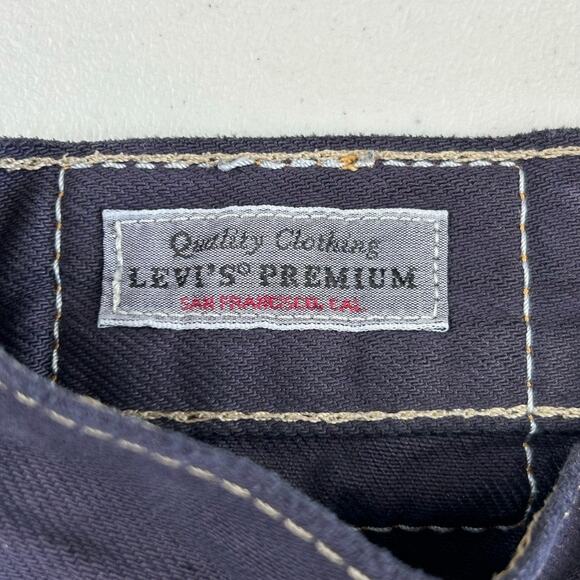 Quality Clothing
LEVI'S® PREMIUM
SAN FRANCISCO, CAL.